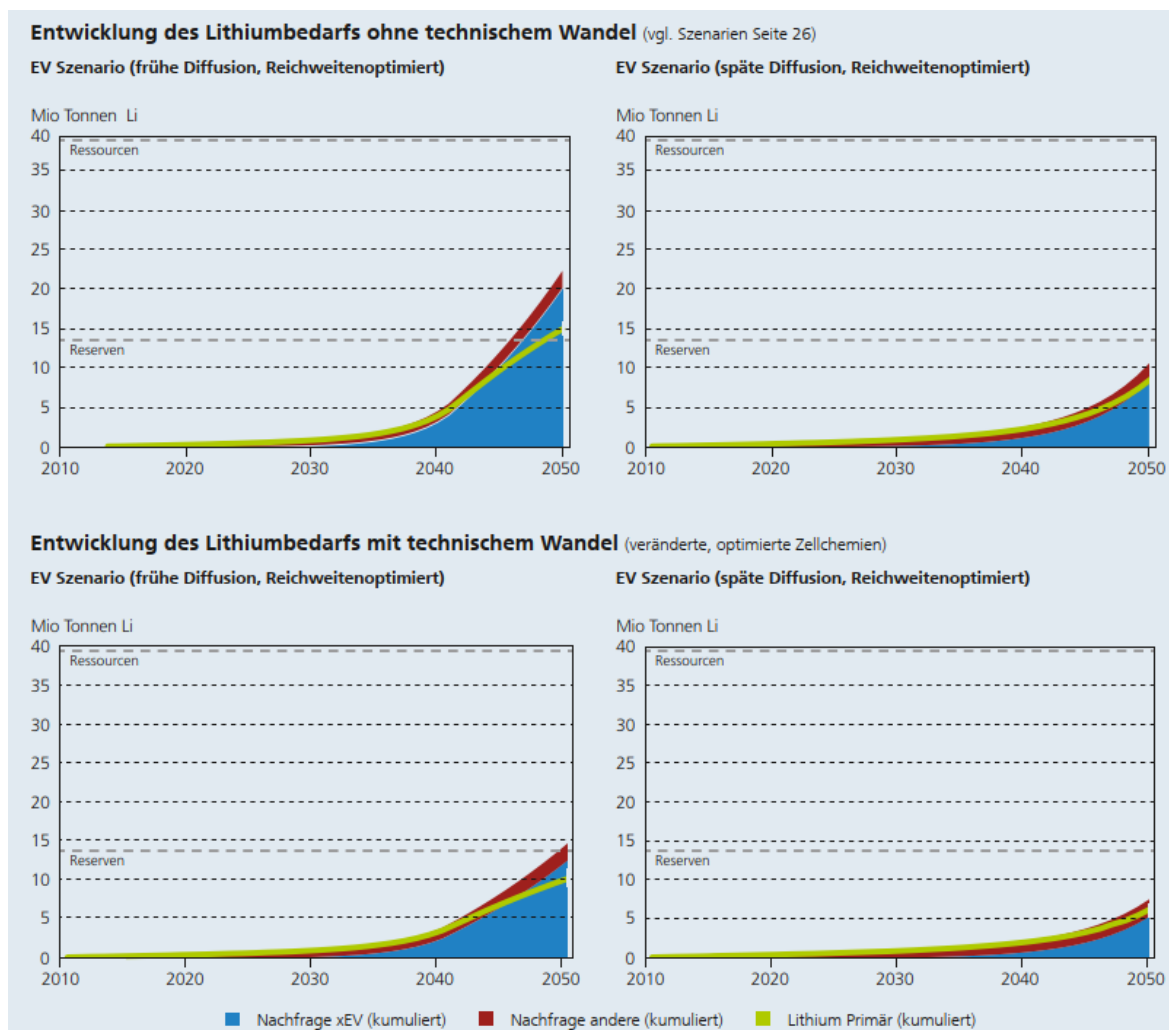 Entwicklung des Lithiumbedarfs ohne technischem Wandel (vgl. Szenarien Seite 26)
EV Szenario (frühe Diffusion, Reichweitenoptimiert)
Mio Tonnen Li
40
Ressourcen
35
30
25
20
15
Reserven
10
5
0
2010 2020 2030 2040 2050
EV Szenario (späte Diffusion, Reichweitenoptimiert)
Mio Tonnen Li
40
Ressourcen
35
30
25
20
15
Reserven
10
5
0
2010 2020 2030 2040 2050
Entwicklung des Lithiumbedarfs mit technischem Wandel (veränderte, optimierte Zellchemien)
EV Szenario (frühe Diffusion, Reichweitenoptimiert)
Mio Tonnen Li
40
Ressourcen
35
30
25
20
15
Reserven
10
5
0
2010 2020 2030 2040 2050
EV Szenario (späte Diffusion, Reichweitenoptimiert)
Mio Tonnen Li
40
Ressourcen
35
30
25
20
15
Reserven
10
5
0
2010 2020 2030 2040 2050
Nachfrage xEV (kumuliert) Nachfrage andere (kumuliert) Lithium Primär (kumuliert)